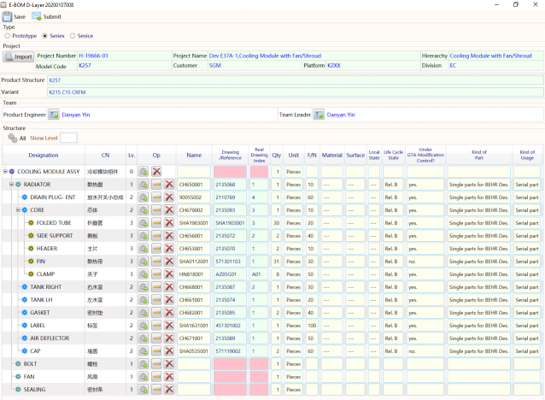 E-BOM D-Layer 20200107008
Save Submit
Type
Prototype Series Sevice
Project
Import Project Number H-19666-01 Project Name Dev E37A-1,Cooling Module with Fan/Shroud Hirerarchy Cooling Module with Fan/Shroud
Model Code K257 Customer SGM Platform K2XX Division EC
Product Structure K257
Variant K215 C15 CRFM
Team
Product Engineer Danyan Yin Team Leader Danyan Yin
Structure
All Show Level
Designation CN Lv. Op Name Drawing /Reference Real Drawing Index Qty Unit F/N Material Surface Local State Life Cycle State Under GTA-Modification Control? Kind of Part Kind of Usage
COOLING MODULE ASSY 冷却模块组件 0 1 Pieces
RADIATOR 散热器 1 CH650001 2135068 1 1 Pieces 10 --- --- --- Rel. B yes. Single parts for BEHR Des. Serial part
DRAIN PLUG- ENT 放水开关小总成 2 90055002 2110769 4 1 Pieces 60 --- --- --- Rel. B yes. Single parts for BEHR Des. Serial part
CORE 芯体 2 CH679002 2135093 3 1 Pieces 10 --- --- --- Rel. B yes. Single parts for BEHR Des. Serial part
FOLDED TUBE 折叠管 3 SHA1903001 SHA1903001 3 30 Pieces 20 --- --- --- Rel. B yes. Single parts for BEHR Des. Serial part
SIDE SUPPORT 侧板 3 CH656001 2135072 2 2 Pieces 40 --- --- --- Rel. B yes. Single parts for BEHR Des. Serial part
HEADER 主片 3 CH653001 2135070 1 2 Pieces 10 --- --- --- Rel. B yes. Single parts for BEHR Des. Serial part
FIN 散热带 3 SHA0112001 571301103 1 31 Pieces 30 --- --- --- Rel. B no. Single parts for BEHR Des. Serial part
CLAMP 夹子 3 HN818001 AZB5G01 A01 8 Pieces 50 --- --- --- Rel. B yes. Single parts for BEHR Des. Serial part
TANK RIGHT 右水室 2 CH668001 2135087 2 1 Pieces 30 --- --- --- Rel. B yes. Single parts for BEHR Des. Serial part
TANK LH 左水室 2 CH661001 2135074 1 1 Pieces 20 --- --- --- Rel. B yes. Single parts for BEHR Des. Serial part
GASKET 密封垫 2 CH682001 2135095 1 2 Pieces 40 --- --- --- Rel. B yes. Single parts for BEHR Des. Serial part
LABEL 标签 2 SHA1621001 451301002 1 1 Pieces 100 --- --- --- Rel. B yes. Single parts for BEHR Des. Serial part
AIR DEFLECTOR 2 CH671001 2135089 1 1 Pieces 50 --- --- --- Rel. B yes. Single parts for BEHR Des. Serial part
CAP 堵盖 2 SHA0535001 571119002 1 2 Pieces 60 --- --- --- Rel. B no. Single parts for BEHR Des. Serial part
BOLT 螺栓 1 1 Pieces
FAN 风扇 1 1 Pieces
SEALING 密封条 1 1 Pieces